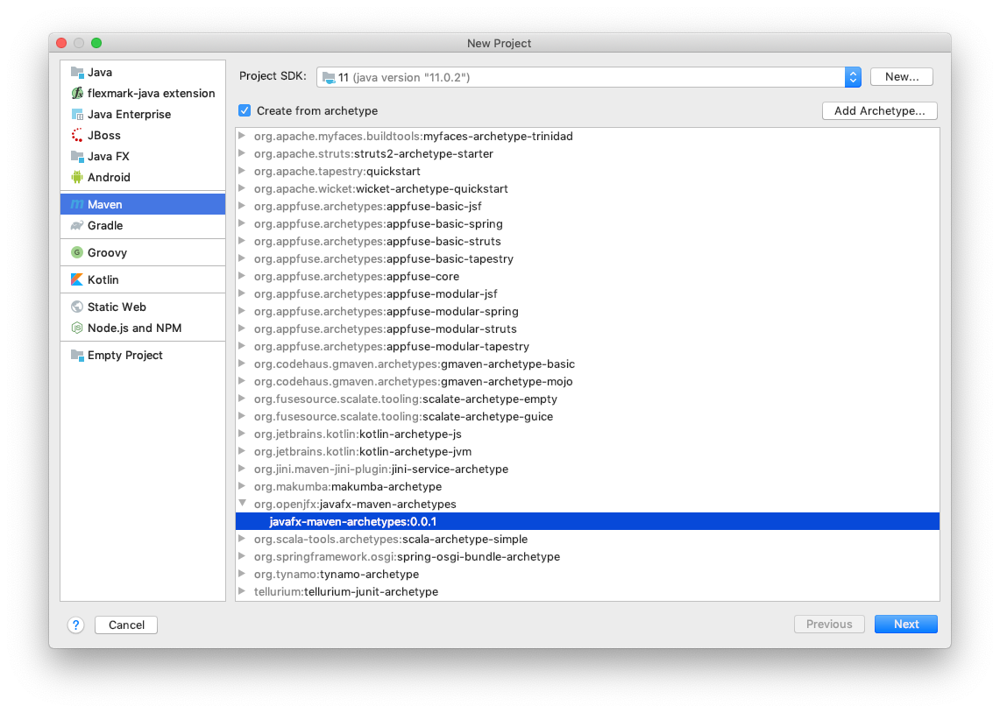 New Project
Java
flexmark-java extension
Java Enterprise
JBoss
Java FX
Android
Maven
Gradle
G Groovy
Kotlin
Static Web
Node.js and NPM
Empty Project
Project SDK: 11 (java version "11.0.2") New...
Create from archetype Add Archetype...
org.apache.myfaces.buildtools:myfaces-archetype-trinidad
org.apache.struts:struts2-archetype-starter
org.apache.tapestry:quickstart
org.apache.wicket:wicket-archetype-quickstart
org.appfuse.archetypes:appfuse-basic-jsf
org.appfuse.archetypes:appfuse-basic-spring
org.appfuse.archetypes:appfuse-basic-struts
org.appfuse.archetypes:appfuse-basic-tapestry
org.appfuse.archetypes:appfuse-core
org.appfuse.archetypes:appfuse-modular-jsf
org.appfuse.archetypes:appfuse-modular-spring
org.appfuse.archetypes:appfuse-modular-struts
org.appfuse.archetypes:appfuse-modular-tapestry
org.codehaus.gmaven.archetypes:gmaven-archetype-basic
org.codehaus.gmaven.archetypes:gmaven-archetype-mojo
org.fusesource.scalate.tooling:scalate-archetype-empty
org.fusesource.scalate.tooling:scalate-archetype-guice
org.jetbrains.kotlin:kotlin-archetype-js
org.jetbrains.kotlin:kotlin-archetype-jvm
org.jini.maven-jini-plugin:jini-service-archetype
org.makumba:makumba-archetype
org.openjfx:javafx-maven-archetypes
javafx-maven-archetypes:0.0.1
org.scala-tools.archetypes:scala-archetype-simple
org.springframework.osgi:spring-osgi-bundle-archetype
org.tynamo:tynamo-archetype
tellurium:tellurium-junit-archetype
? Cancel Previous Next